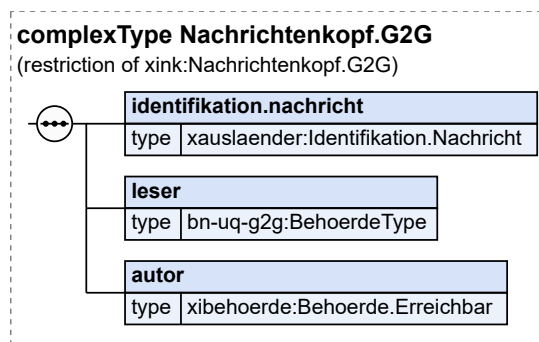 complexType Nachrichtenkopf.G2G
(restriction of xink:Nachrichtenkopf.G2G)
identifikation.nachricht
type xauslaender:Identifikation.Nachricht
leser
type bn-uq-g2g:BehoerdeType
autor
type xibehoerde:Behoerde.Erreichbar